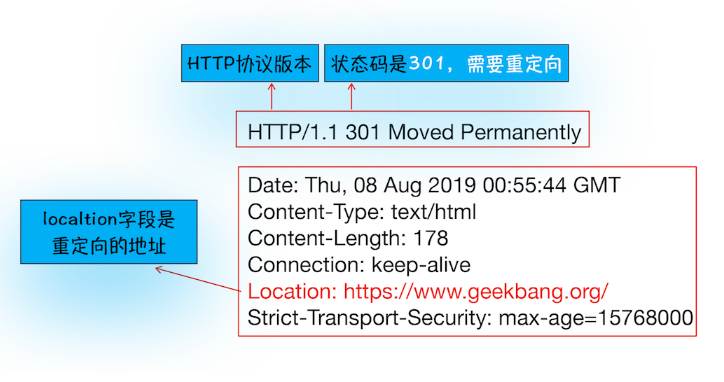 HTTP协议版本
状态码是301，需要重定向
HTTP/1.1 301 Moved Permanently
localtion字段是
重定向的地址
Date: Thu, 08 Aug 2019 00:55:44 GMT
Content-Type: text/html
Content-Length: 178
Connection: keep-alive
Location: https://www.geekbang.org/
Strict-Transport-Security: max-age=15768000